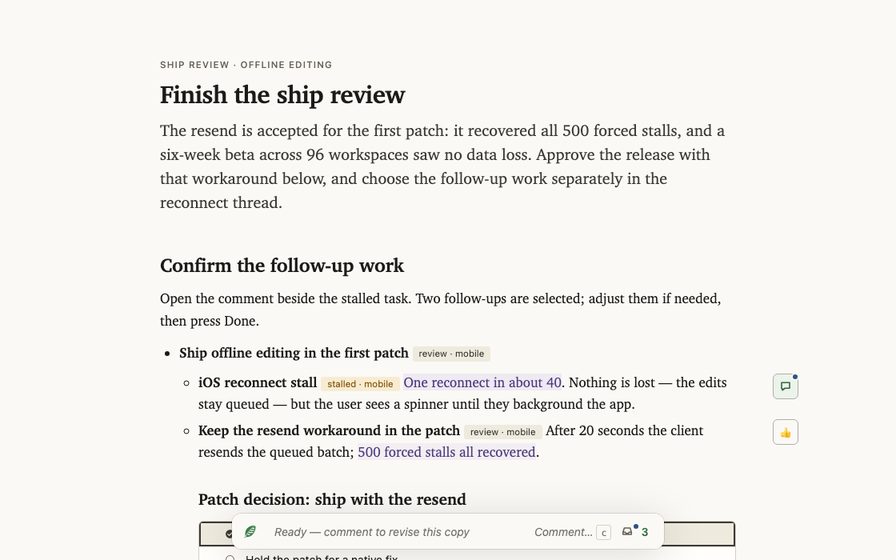 SHIP REVIEW · OFFLINE EDITING
Finish the ship review
The resend is accepted for the first patch: it recovered all 500 forced stalls, and a
six-week beta across 96 workspaces saw no data loss. Approve the release with
that workaround below, and choose the follow-up work separately in the
reconnect thread.
Confirm the follow-up work
Open the comment beside the stalled task. Two follow-ups are selected; adjust them if needed,
then press Done.
Ship offline editing in the first patch review · mobile
iOS reconnect stall stalled · mobile One reconnect in about 40. Nothing is lost — the edits
stay queued — but the user sees a spinner until they background the app.
Keep the resend workaround in the patch review · mobile After 20 seconds the client
resends the queued batch; 500 forced stalls all recovered.
Patch decision: ship with the resend
Ready — comment to revise this copy Comment... c 3
Hold the patch for a native fix